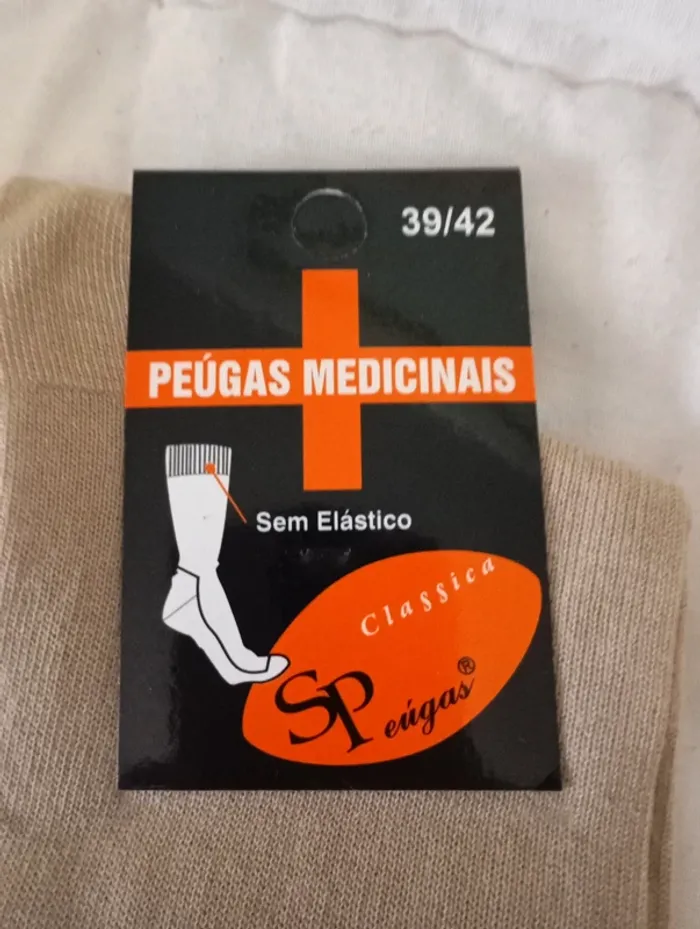 39/42
PEÚGAS MEDICINAIS
Sem Elástico
Classica
SPeúgas®